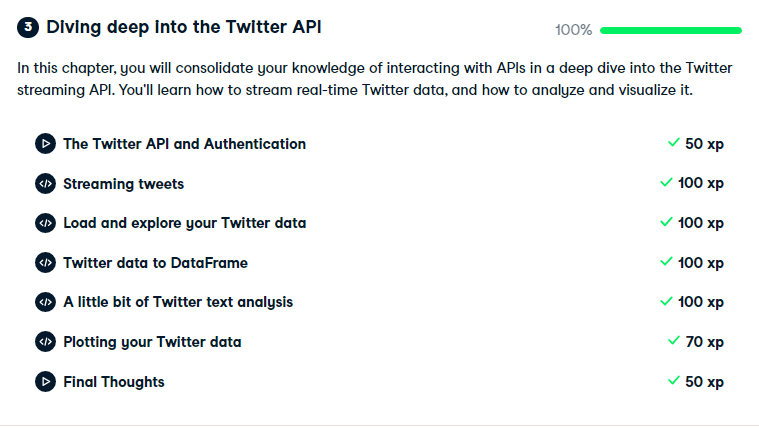 3 Diving deep into the Twitter API 100%
In this chapter, you will consolidate your knowledge of interacting with APIs in a deep dive into the Twitter
streaming API. You'll learn how to stream real-time Twitter data, and how to analyze and visualize it.
The Twitter API and Authentication 50 xp
Streaming tweets 100 xp
Load and explore your Twitter data 100 xp
Twitter data to DataFrame 100 xp
A little bit of Twitter text analysis 100 xp
Plotting your Twitter data 70 xp
Final Thoughts 50 xp